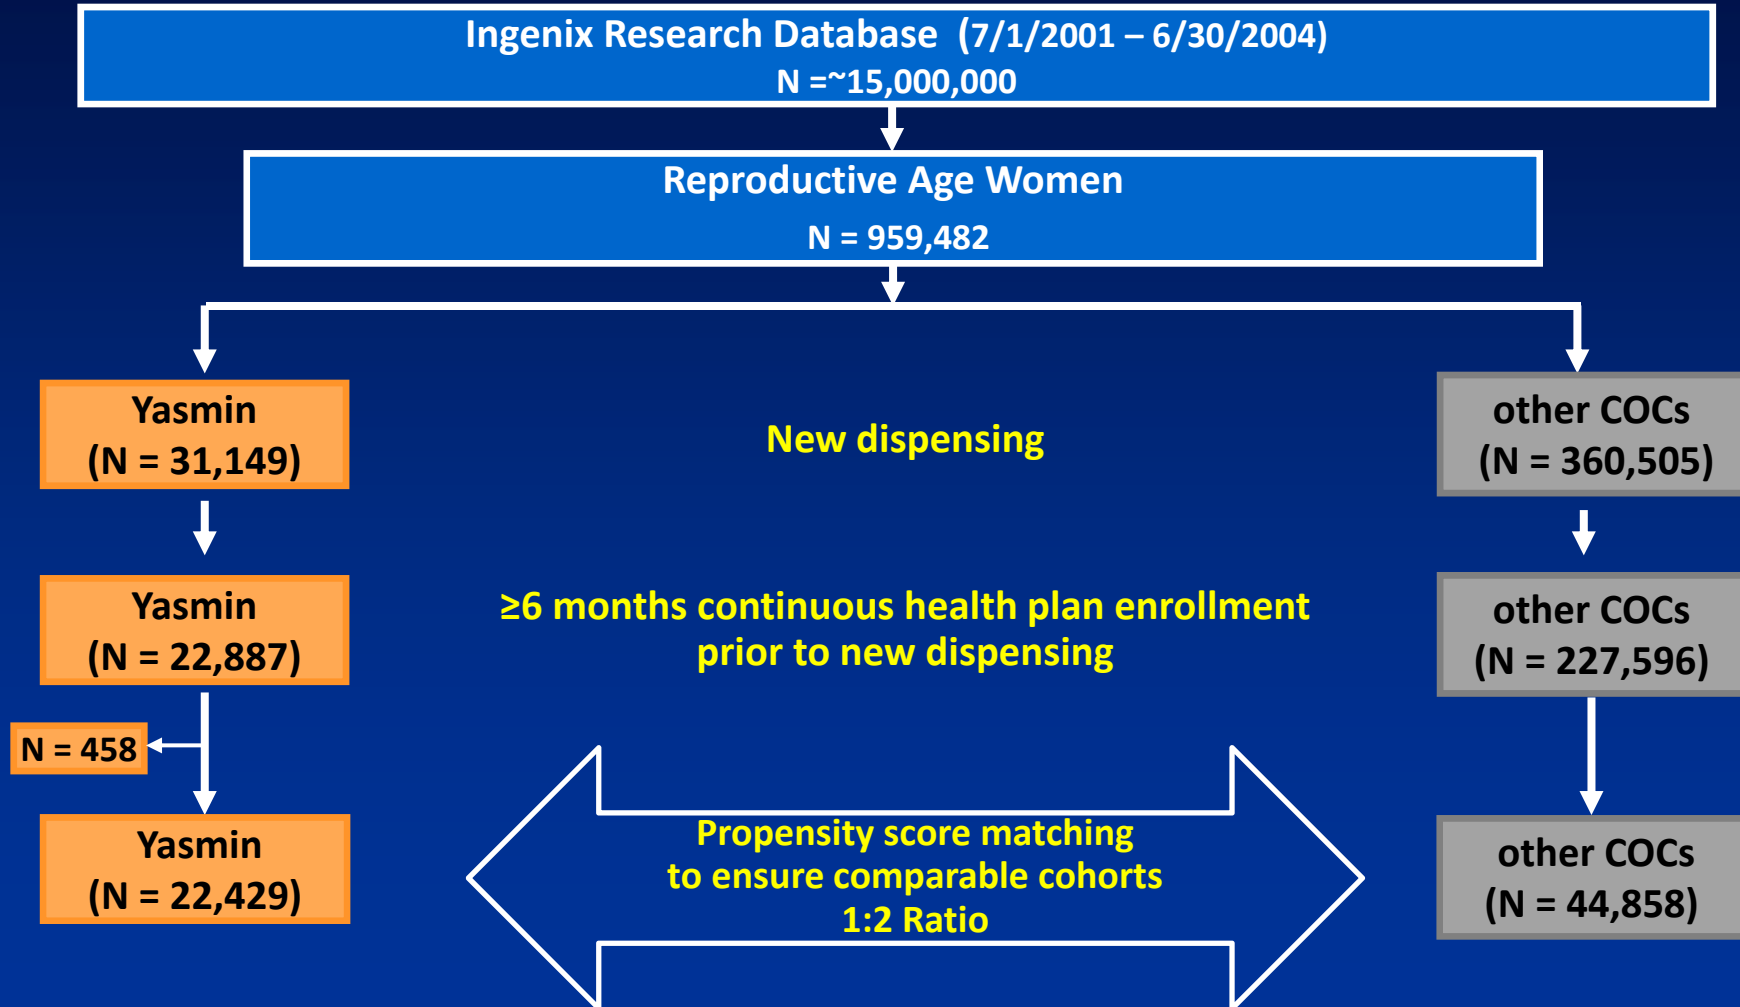 Ingenix Research Database (7/1/2001 – 6/30/2004)
N =~15,000,000
Reproductive Age Women
N = 959,482
Yasmin
(N = 31,149)
New dispensing
other COCs
(N = 360,505)
Yasmin
(N = 22,887)
≥6 months continuous health plan enrollment
prior to new dispensing
other COCs
(N = 227,596)
N = 458
Yasmin
(N = 22,429)
Propensity score matching
to ensure comparable cohorts
1:2 Ratio
other COCs
(N = 44,858)